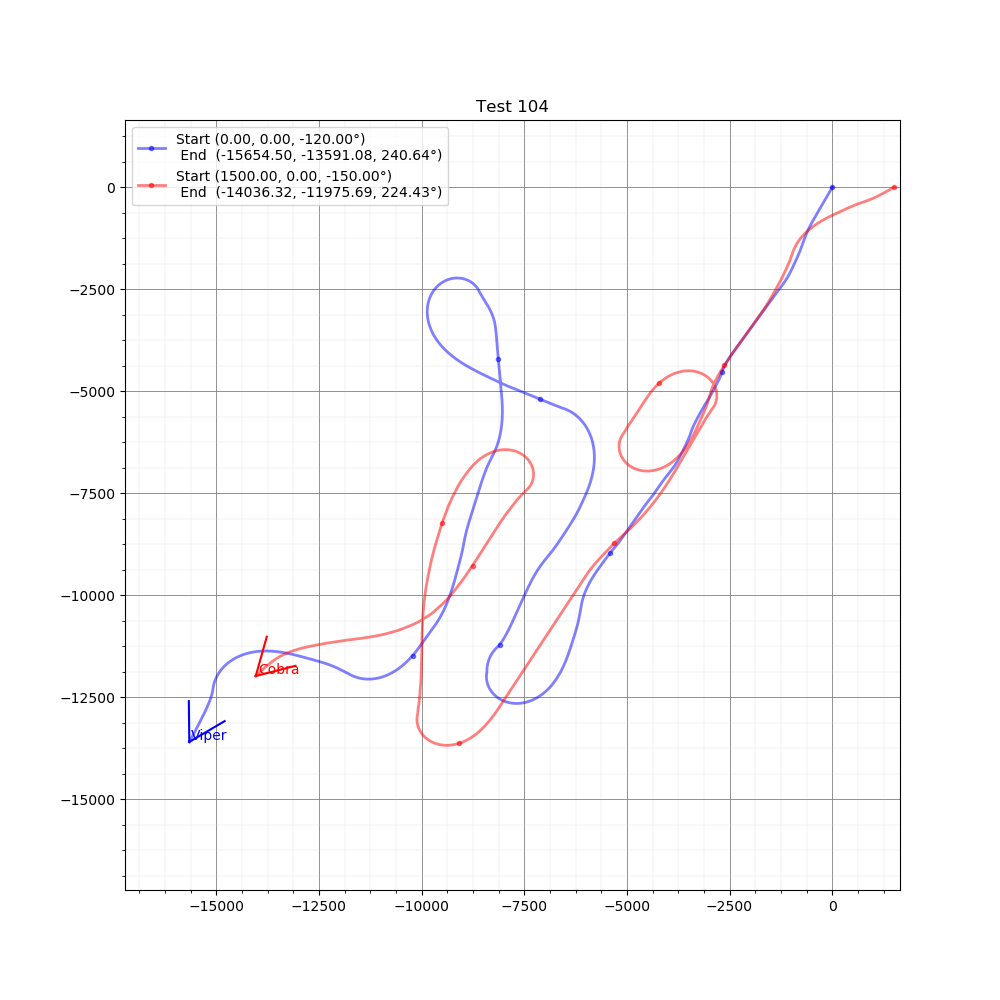 Test 104
Start (0.00, 0.00, -120.00°)
End  (-15654.50, -13591.08, 240.64°)
Start (1500.00, 0.00, -150.00°)
End  (-14036.32, -11975.69, 224.43°)
0
−2500
−5000
−7500
−10000
−12500
−15000
Cobra
Viper
−15000
−12500
−10000
−7500
−5000
−2500
0